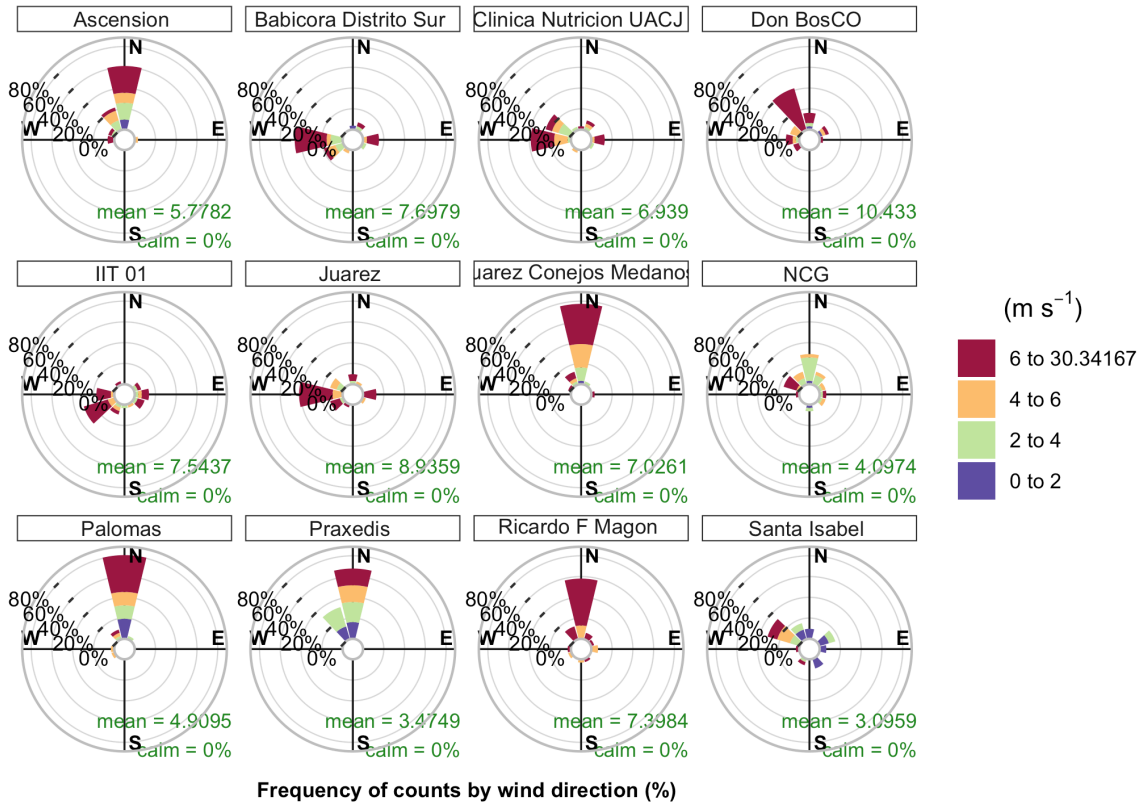 Ascension
Babicora Distrito Sur
Clinica Nutricion UACJ
Don BosCO
N
80%
60%
40%
20%
0%
W
E
mean = 5.7782
S
calm = 0%
N
80%
60%
40%
20%
0%
W
E
mean = 7.6979
S
calm = 0%
N
80%
60%
40%
20%
0%
W
E
mean = 6.939
S
calm = 0%
N
80%
60%
40%
20%
0%
W
E
mean = 10.433
S
calm = 0%
IIT 01
Juarez
uarez Conejos Medanos
NCG
N
80%
60%
40%
20%
0%
W
E
mean = 7.5437
S
calm = 0%
N
80%
60%
40%
20%
0%
W
E
mean = 8.9359
S
calm = 0%
N
80%
60%
40%
20%
0%
W
E
mean = 7.0261
S
calm = 0%
N
80%
60%
40%
20%
0%
W
E
mean = 4.0974
S
calm = 0%
Palomas
Praxedis
Ricardo F Magon
Santa Isabel
N
80%
60%
40%
20%
0%
W
E
mean = 4.9095
S
calm = 0%
N
80%
60%
40%
20%
0%
W
E
mean = 3.4749
S
calm = 0%
N
80%
60%
40%
20%
0%
W
E
mean = 7.3984
S
calm = 0%
N
80%
60%
40%
20%
0%
W
E
mean = 3.0959
S
calm = 0%
(m s⁻¹)
6 to 30.34167
4 to 6
2 to 4
0 to 2
Frequency of counts by wind direction (%)